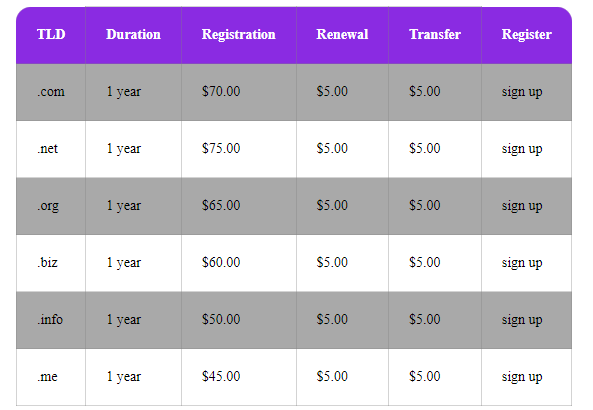 TLD Duration Registration Renewal Transfer Register
.com 1 year $70.00 $5.00 $5.00 sign up
.net 1 year $75.00 $5.00 $5.00 sign up
.org 1 year $65.00 $5.00 $5.00 sign up
.biz 1 year $60.00 $5.00 $5.00 sign up
.info 1 year $50.00 $5.00 $5.00 sign up
.me 1 year $45.00 $5.00 $5.00 sign up